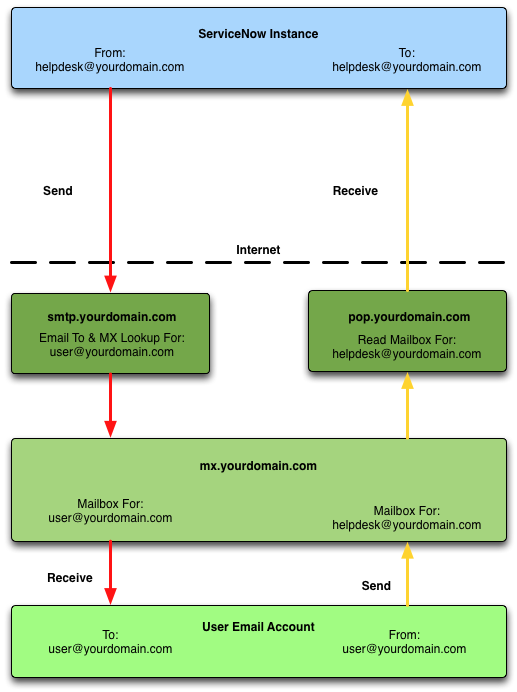 ServiceNow Instance
From:
helpdesk@yourdomain.com
To:
helpdesk@yourdomain.com
Send
Receive
Internet
smtp.yourdomain.com
Email To & MX Lookup For:
user@yourdomain.com
pop.yourdomain.com
Read Mailbox For:
helpdesk@yourdomain.com
mx.yourdomain.com
Mailbox For:
user@yourdomain.com
Mailbox For:
helpdesk@yourdomain.com
Receive
Send
User Email Account
To:
user@yourdomain.com
From:
user@yourdomain.com